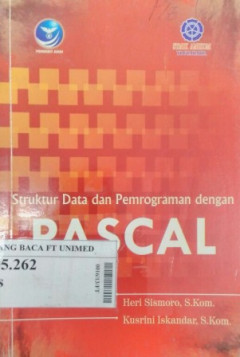 Struktur Data dan Pemrograman dengan
PASCAL
ANG BACA FT UNIMED
5.262
S
Heri Sismoro, S.Kom.
Kusrini Iskandar, S.Kom.